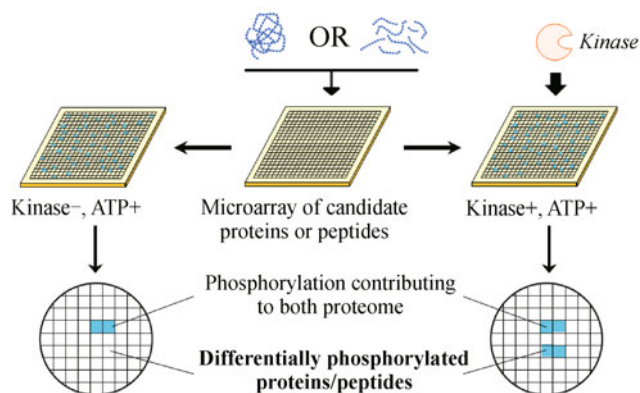 OR
Kinase
Kinase−, ATP+
Microarray of candidate
proteins or peptides
Kinase+, ATP+
Phosphorylation contributing
to both proteome
Differentially phosphorylated
proteins/peptides